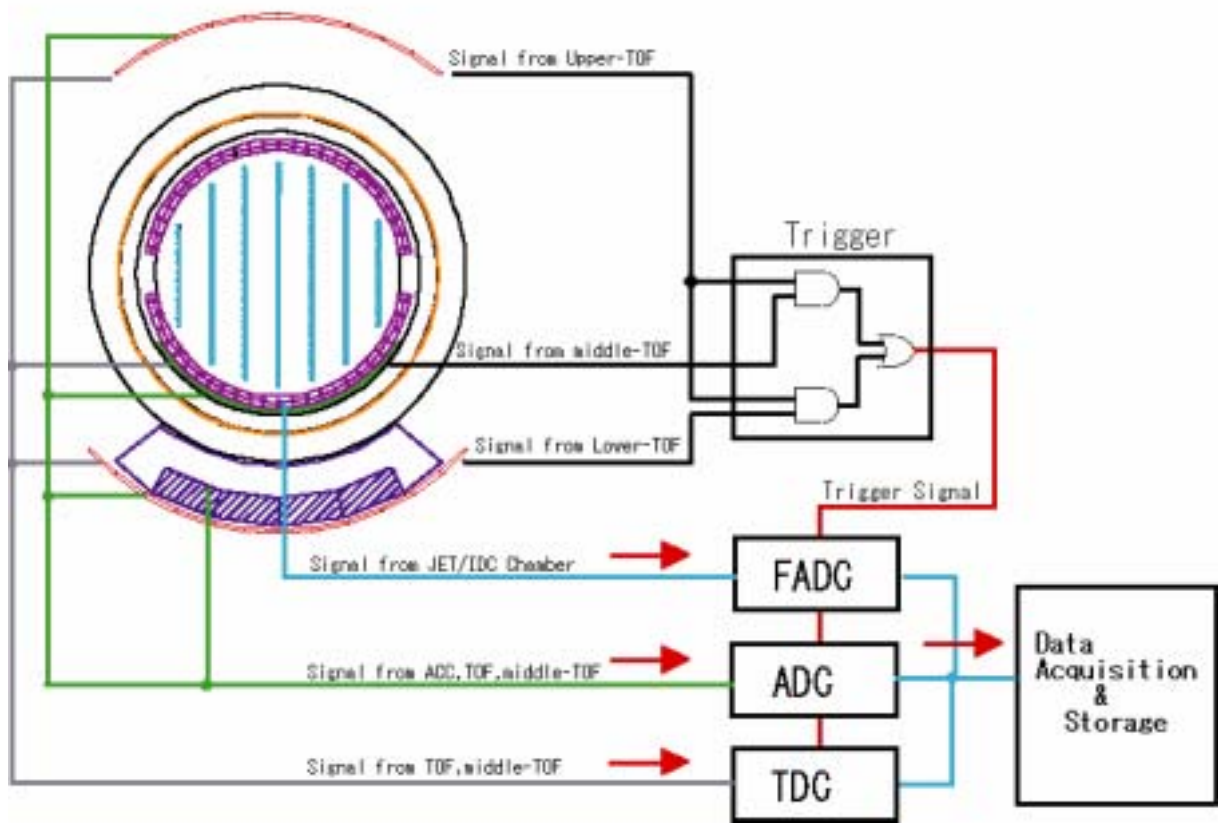 Signal from Upper-TOF
Trigger
Signal from middle-TOF
Signal from Lower-TOF
Trigger Signal
Signal from JET/IDC Chamber
FADC
Data
Acquisition
&
Storage
Signal from ACC,TOF,middle-TOF
ADC
Signal from TOF,middle-TOF
TDC